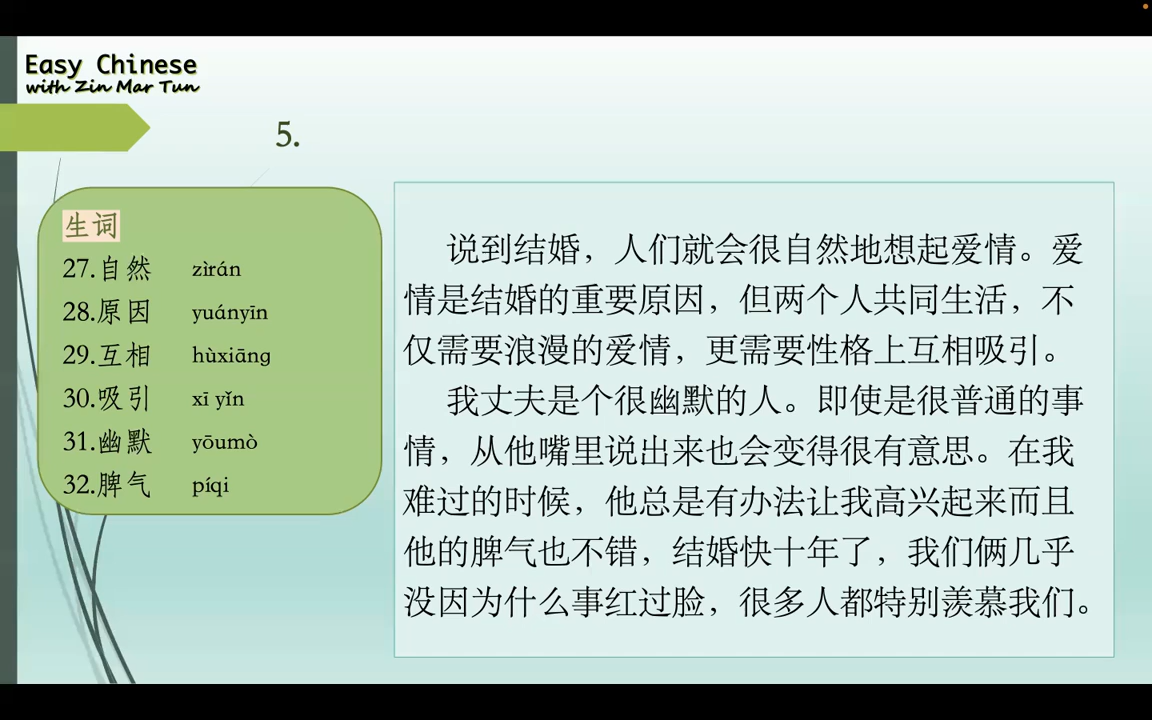 Easy Chinese
with Zin Mar Tun
5.
生词
27.自然 zìrán
28.原因 yuányīn
29.互相 hùxiāng
30.吸引 xī yǐn
31.幽默 yōumò
32.脾气 píqi
说到结婚，人们就会很自然地想起爱情。爱
情是结婚的重要原因，但两个人共同生活，不
仅需要浪漫的爱情，更需要性格上互相吸引。
我丈夫是个很幽默的人。即使是很普通的事
情，从他嘴里说出来也会变得很有意思。在我
难过的时候，他总是有办法让我高兴起来而且
他的脾气也不错，结婚快十年了，我们俩几乎
没因为什么事红过脸，很多人都特别羡慕我们。